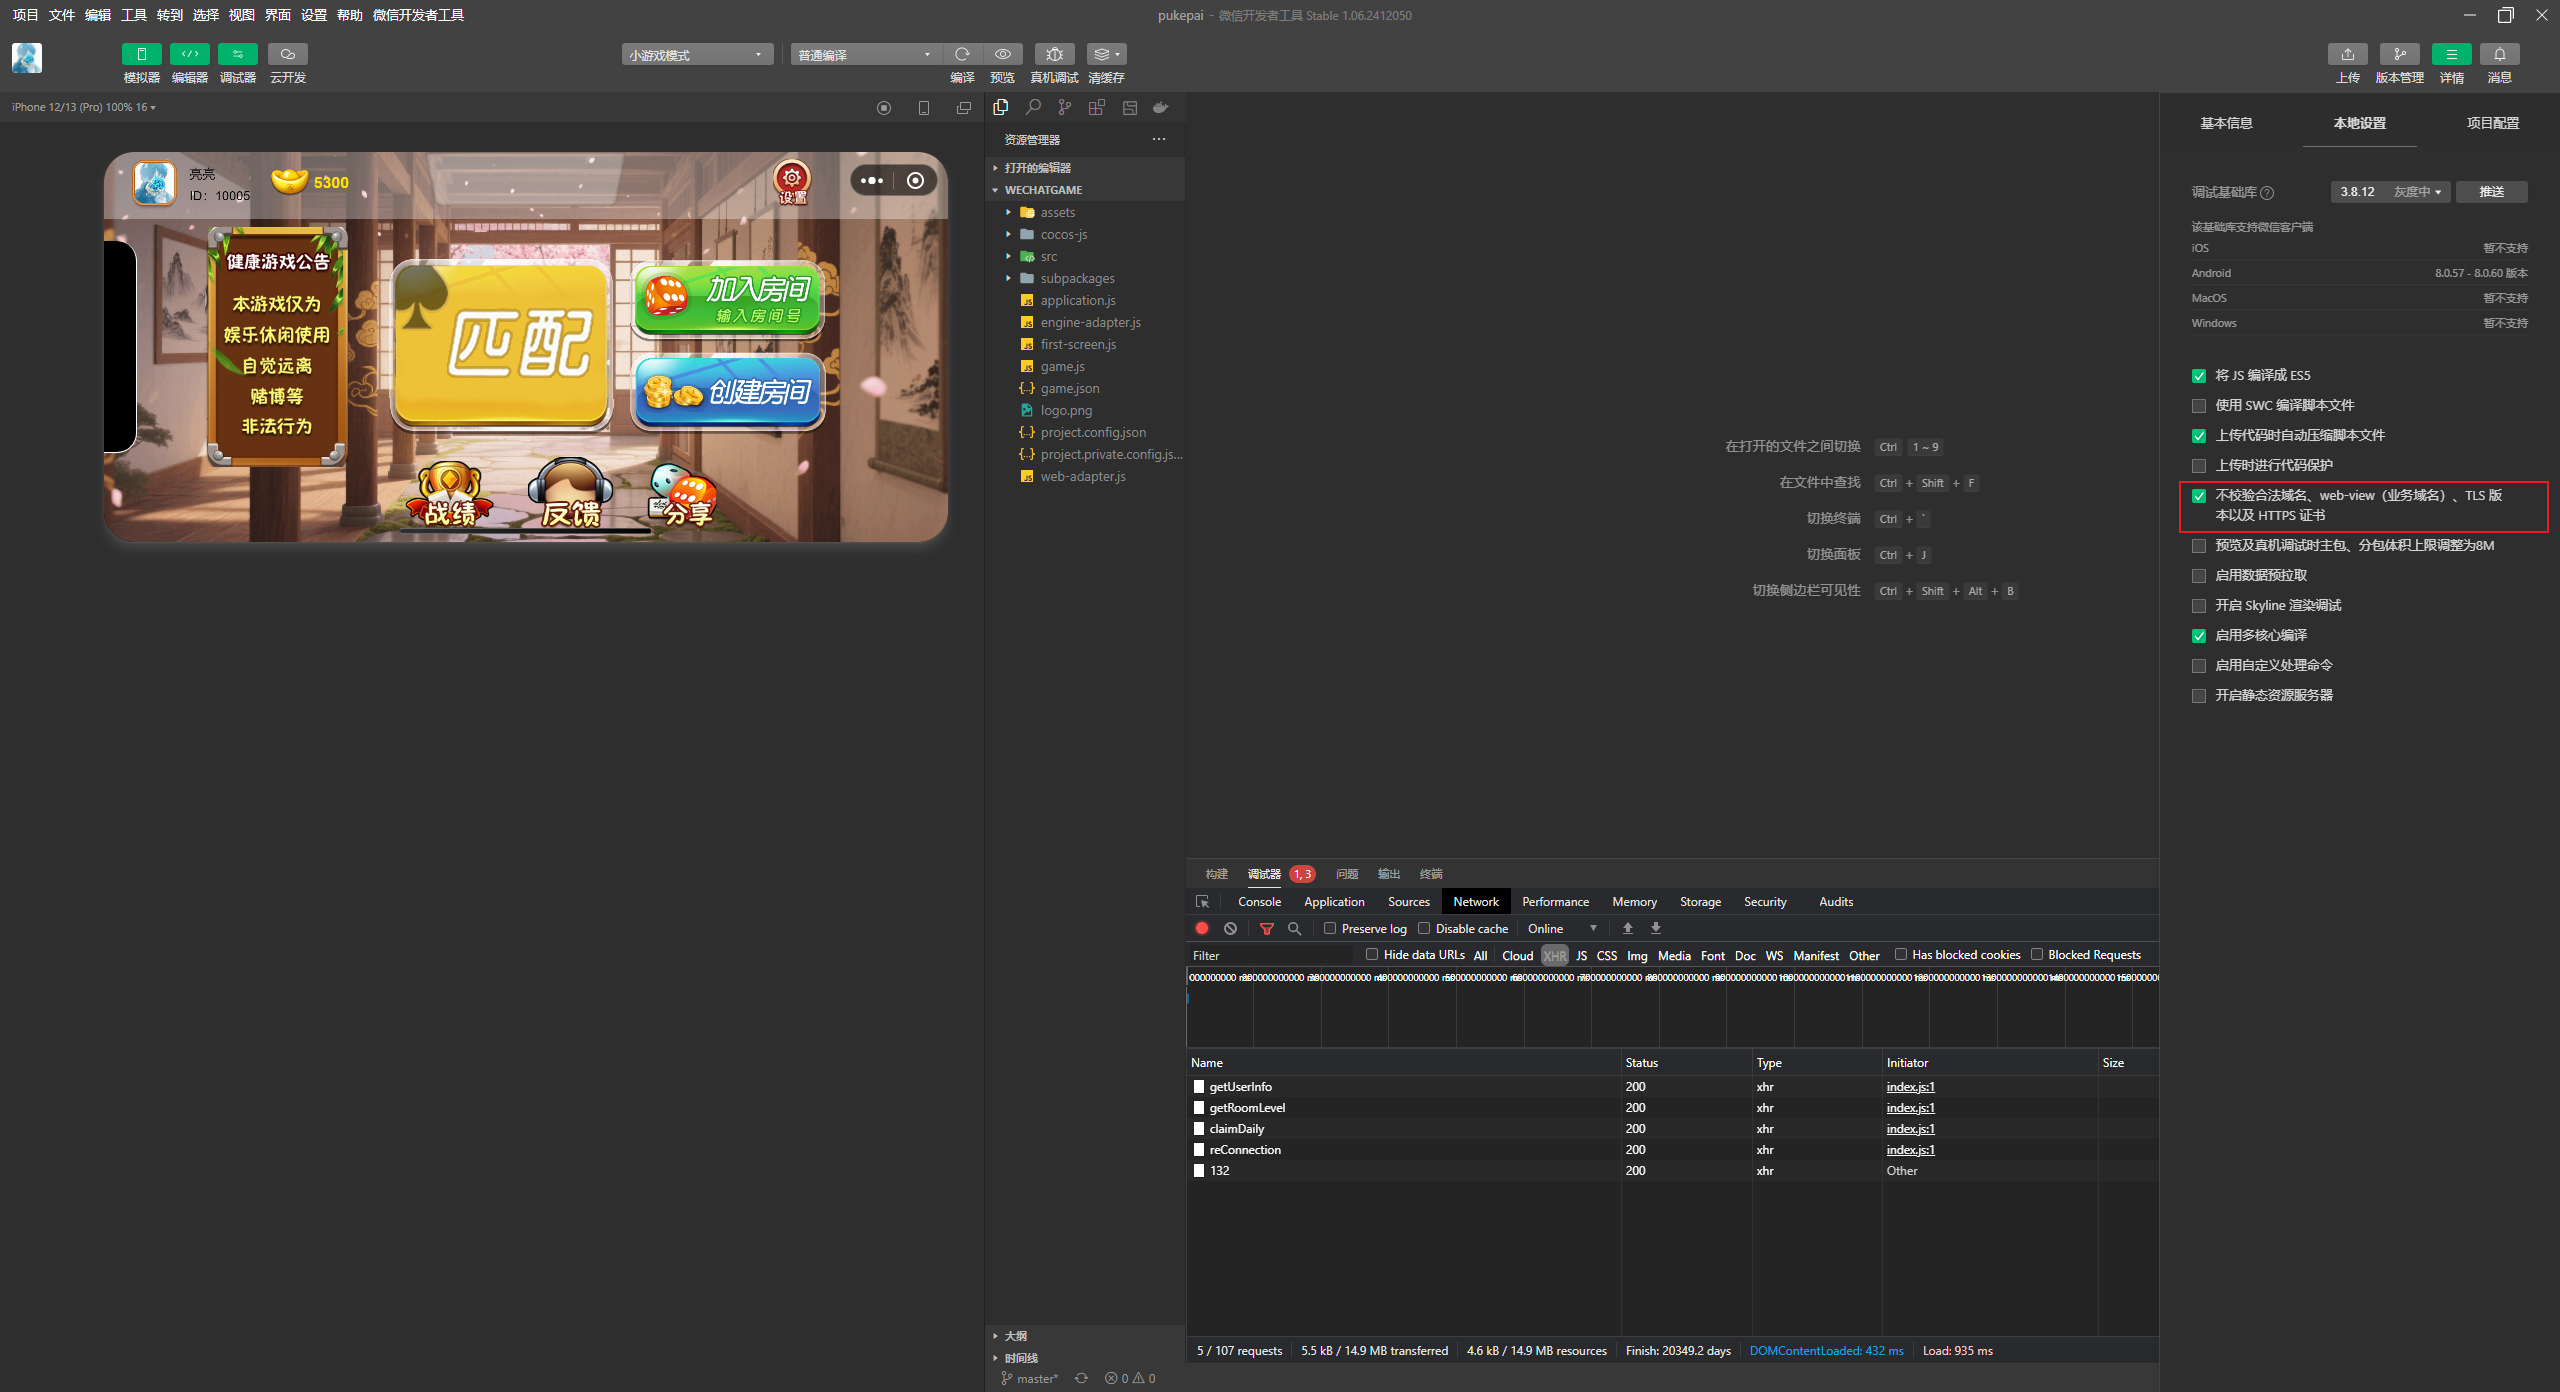 项目 文件 编辑 工具 转到 选择 视图 界面 设置 帮助 微信开发者工具
pukepai - 微信开发者工具 Stable 1.06.2412050
模拟器 编辑器 调试器 云开发
小游戏模式 普通编译
编译 预览 真机调试 清缓存
上传 版本管理 详情 消息
iPhone 12/13 (Pro) 100% 16
亮亮
ID: 10005
5300
设置
健康游戏公告
本游戏仅为
娱乐休闲使用
自觉远离
赌博等
非法行为
匹配
加入房间
输入房间号
创建房间
战绩
反馈
分享
资源管理器
打开的编辑器
WECHATGAME
assets
cocos-js
src
subpackages
application.js
engine-adapter.js
first-screen.js
game.js
game.json
logo.png
project.config.json
project.private.config.js...
web-adapter.js
大纲
时间线
master*
0 0
在打开的文件之间切换 Ctrl 1 ~ 9
在文件中查找 Ctrl + Shift + F
切换终端 Ctrl + `
切换面板 Ctrl + J
切换侧边栏可见性 Ctrl + Shift + Alt + B
构建 调试器 1, 3 问题 输出 终端
Console Application Sources Network Performance Memory Storage Security Audits
Preserve log Disable cache Online
Filter Hide data URLs All Cloud XHR JS CSS Img Media Font Doc WS Manifest Other Has blocked cookies Blocked Requests
Name Status Type Initiator Size
getUserInfo 200 xhr index.js:1
getRoomLevel 200 xhr index.js:1
claimDaily 200 xhr index.js:1
reConnection 200 xhr index.js:1
132 200 xhr Other
5 / 107 requests 5.5 kB / 14.9 MB transferred 4.6 kB / 14.9 MB resources Finish: 20349.2 days DOMContentLoaded: 432 ms Load: 935 ms
基本信息 本地设置 项目配置
调试基础库 3.8.12 灰度中 推送
该基础库支持微信客户端
iOS 暂不支持
Android 8.0.57 - 8.0.60 版本
MacOS 暂不支持
Windows 暂不支持
将 JS 编译成 ES5
使用 SWC 编译脚本文件
上传代码时自动压缩脚本文件
上传时进行代码保护
不校验合法域名、web-view（业务域名）、TLS 版
本以及 HTTPS 证书
预览及真机调试时主包、分包体积上限调整为8M
启用数据预拉取
开启 Skyline 渲染调试
启用多核心编译
启用自定义处理命令
开启静态资源服务器